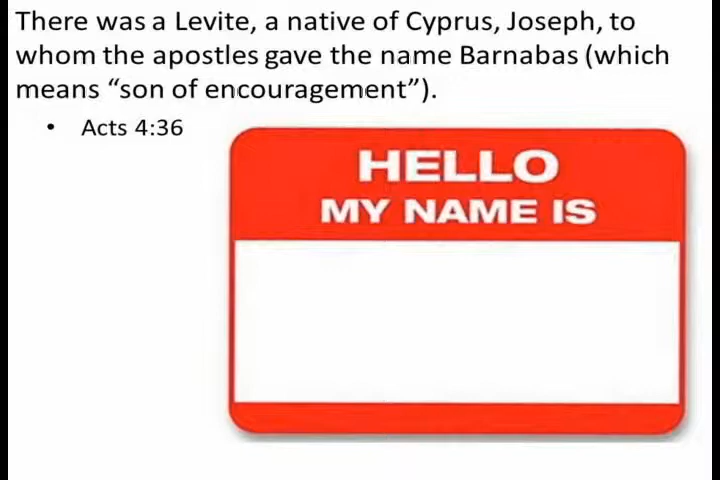 There was a Levite, a native of Cyprus, Joseph, to
whom the apostles gave the name Barnabas (which
means “son of encouragement”).
• Acts 4:36
HELLO
MY NAME IS